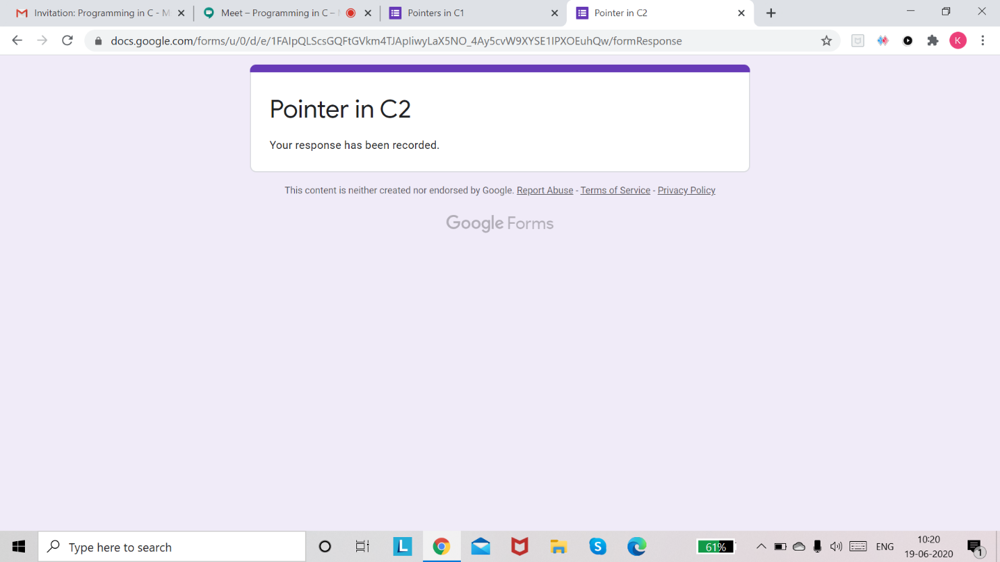 Invitation: Programming in C - M
Meet – Programming in C –
Pointers in C1
Pointer in C2
docs.google.com/forms/u/0/d/e/1FAIpQLScsGQFtGVkm4TJApIiwyLaX5NO_4Ay5cvW9XYSE1IPXOEuhQw/formResponse
K
Pointer in C2
Your response has been recorded.
This content is neither created nor endorsed by Google. Report Abuse - Terms of Service - Privacy Policy
Google Forms
Type here to search
L
S
61%
ENG
10:20
19-06-2020
1